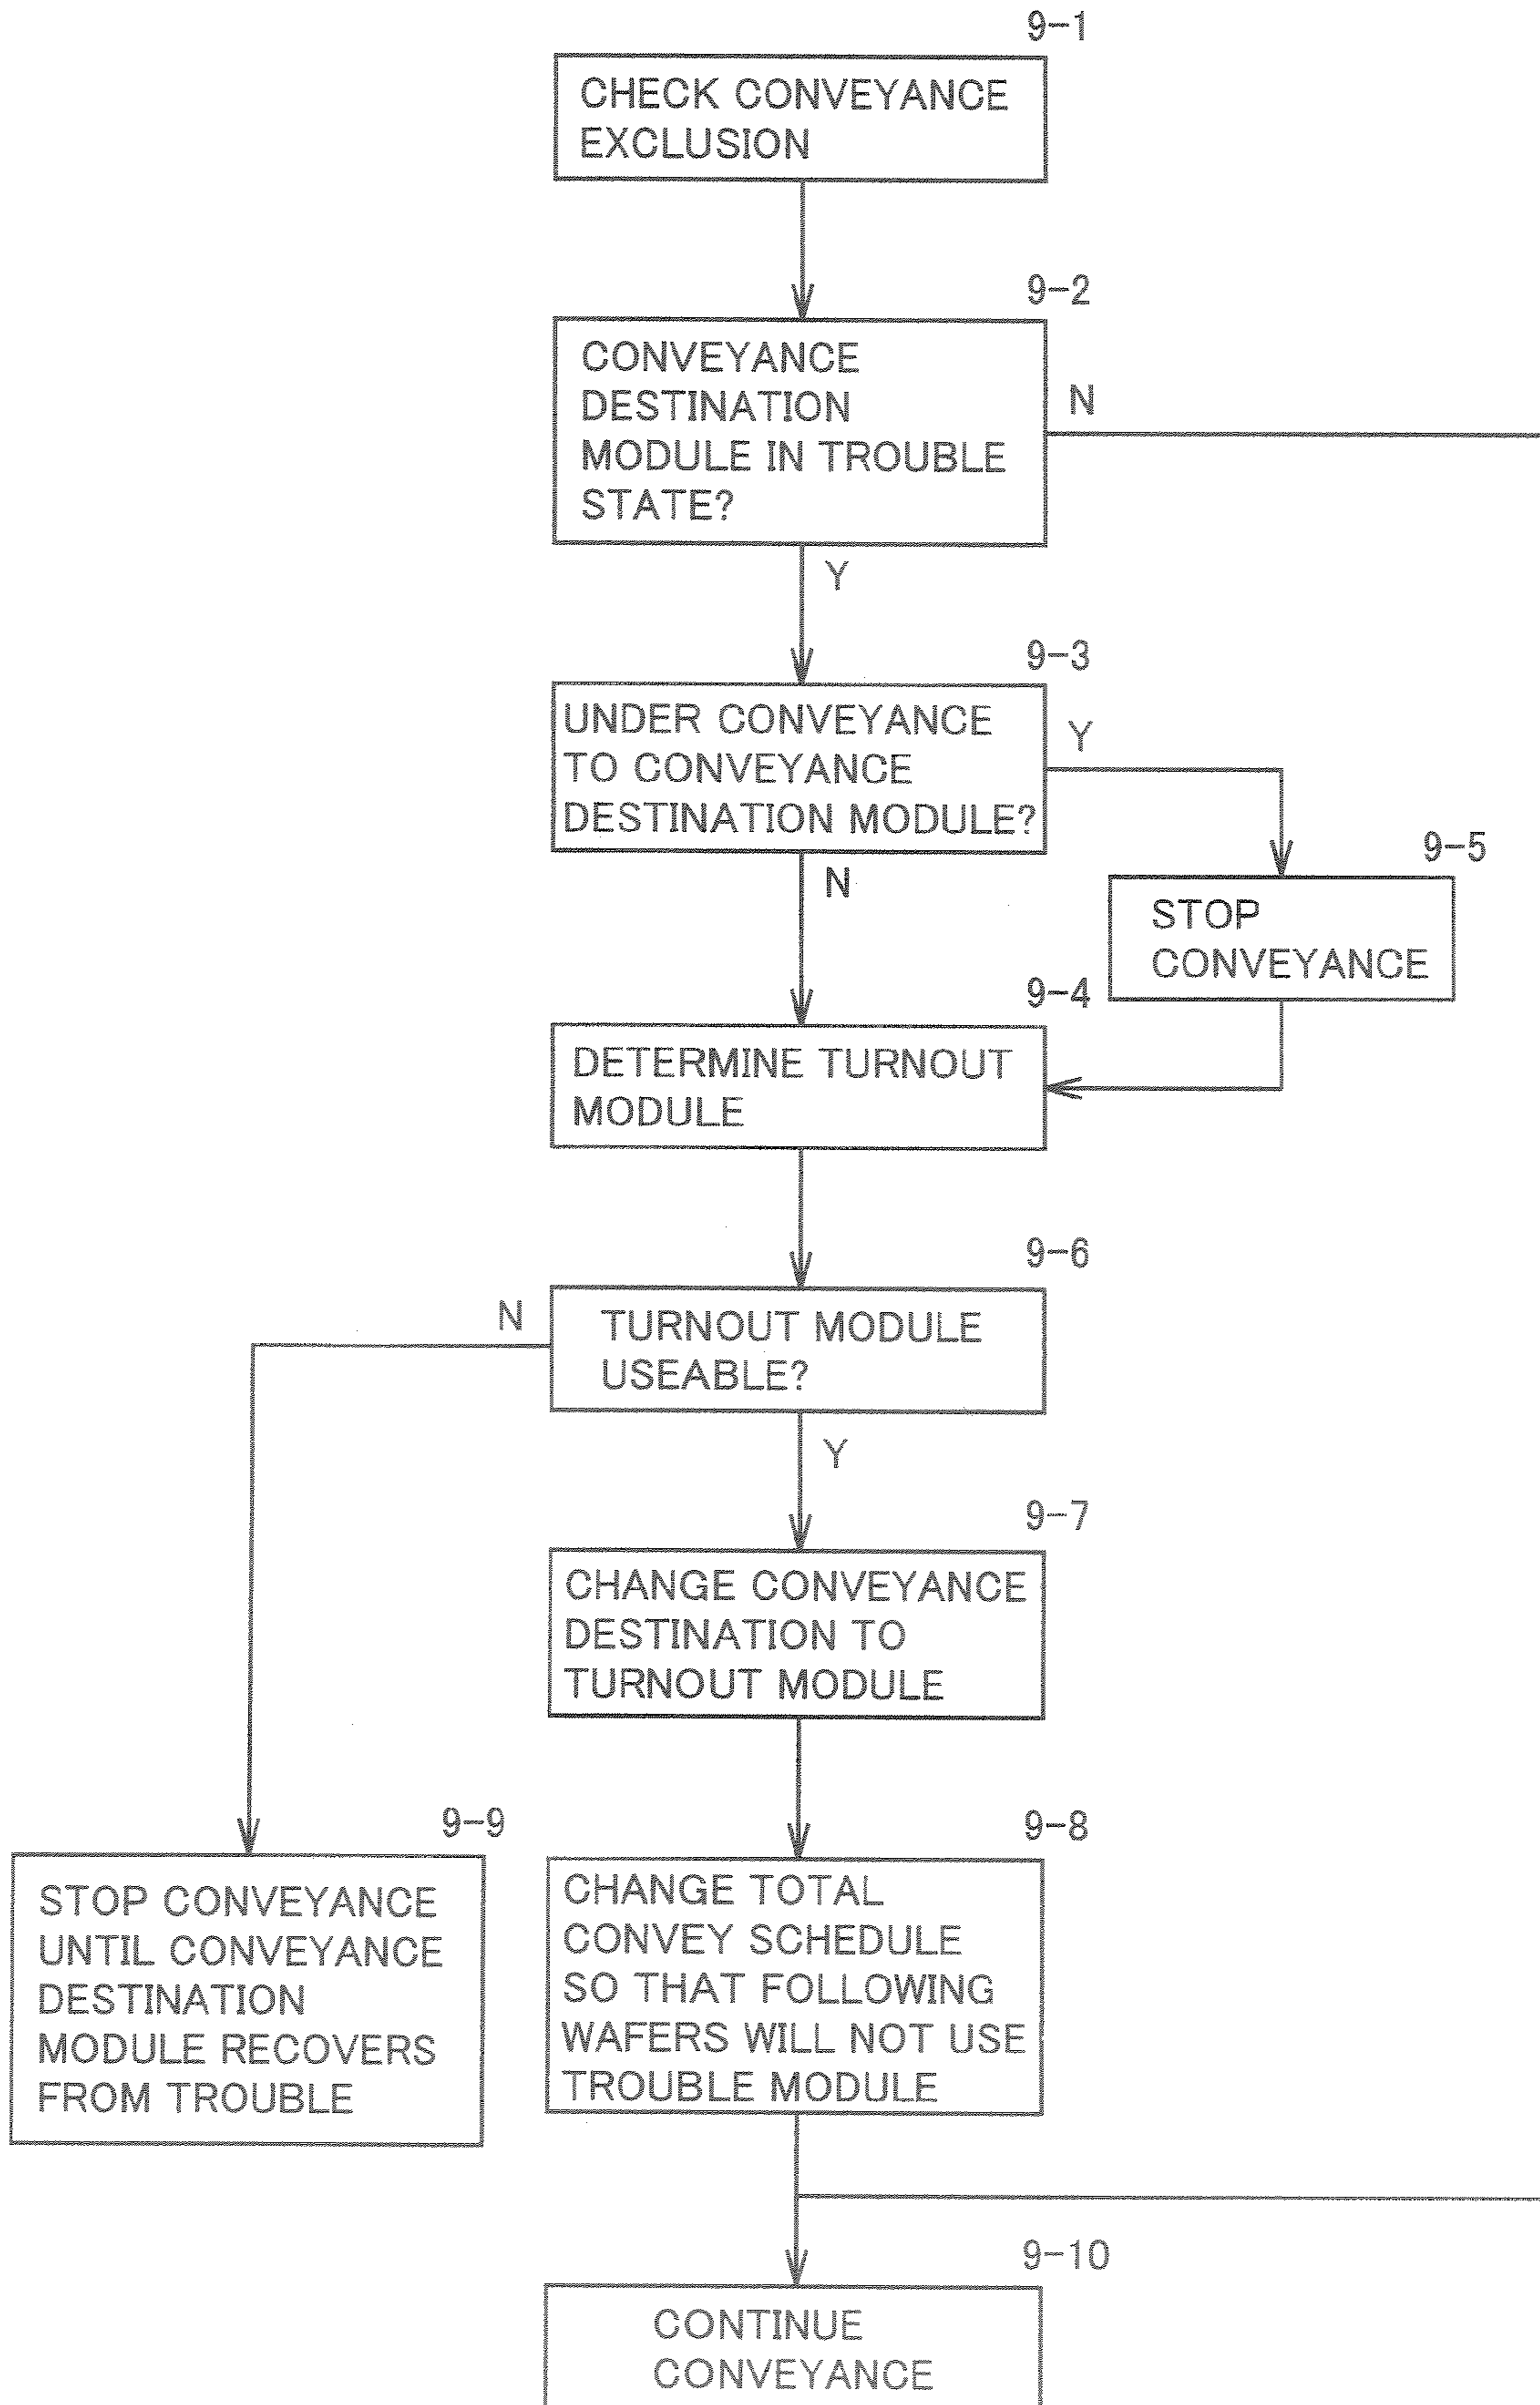 9-1
CHECK CONVEYANCE
EXCLUSION
9-2
CONVEYANCE
DESTINATION
MODULE IN TROUBLE
STATE?
N
Y
9-3
UNDER CONVEYANCE
TO CONVEYANCE
DESTINATION MODULE?
Y
N
9-5
STOP
CONVEYANCE
9-4
DETERMINE TURNOUT
MODULE
9-6
TURNOUT MODULE
USEABLE?
N
Y
9-7
CHANGE CONVEYANCE
DESTINATION TO
TURNOUT MODULE
9-9
STOP CONVEYANCE
UNTIL CONVEYANCE
DESTINATION
MODULE RECOVERS
FROM TROUBLE
9-8
CHANGE TOTAL
CONVEY SCHEDULE
SO THAT FOLLOWING
WAFERS WILL NOT USE
TROUBLE MODULE
9-10
CONTINUE
CONVEYANCE